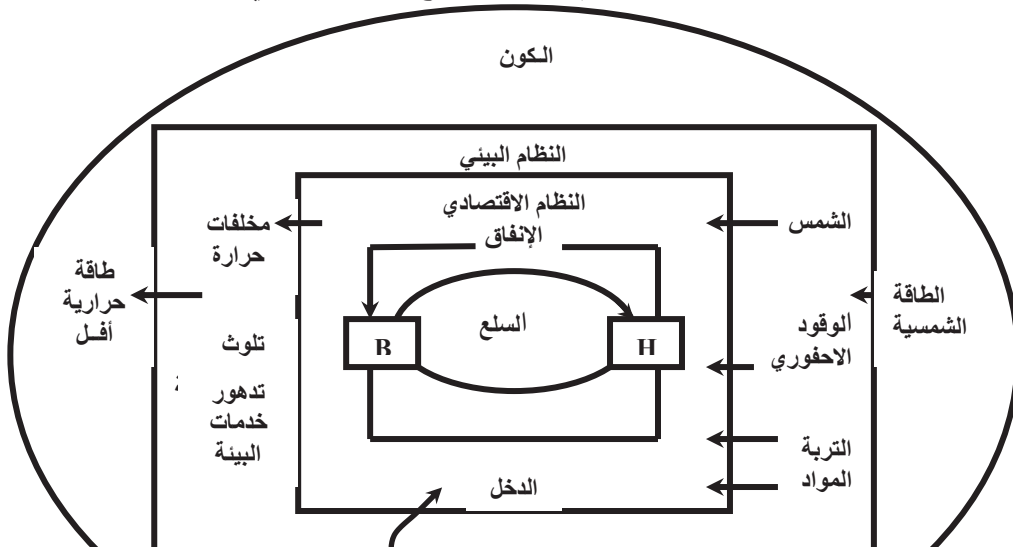 الكون
النظام البيئي
النظام الاقتصادي
الإنفاق
الشمس
مخلفات
حرارة
طاقة
حرارية
أفل
الطاقة
الشمسية
الوقود
الاحفوري
السلع
B
H
تلوث
تدهور
خدمات
البيئة
التربة
المواد
الدخل